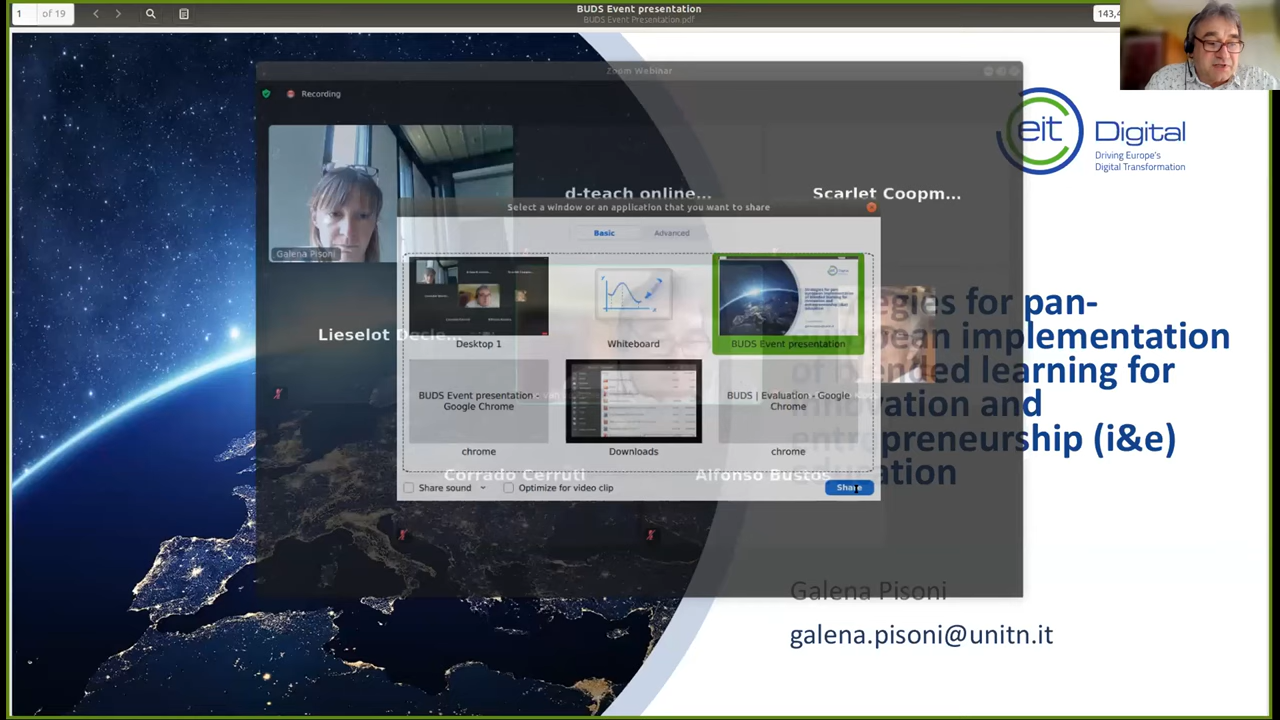 1 of 19
BUDS Event presentation
BUDS Event Presentation.pdf
143,4
Zoom Webinar
Recording
eit Digital
Driving Europe's
Digital Transformation
d-teach online...
Scarlet Coopm...
Select a window or an application that you want to share
Basic
Advanced
Galena Pisoni
Lieselot Decle...
Desktop 1
Whiteboard
BUDS Event presentation
BUDS Event presentation -
Google Chrome
BUDS | Evaluation - Google
Chrome
chrome
Downloads
chrome
Corrado Cerruti
Alfonso Bustos
Share sound
Optimize for video clip
Share
egies for pan-
ean implementation
of blended learning for
innovation and
entrepreneurship (i&e)
ation
Galena Pisoni
galena.pisoni@unitn.it